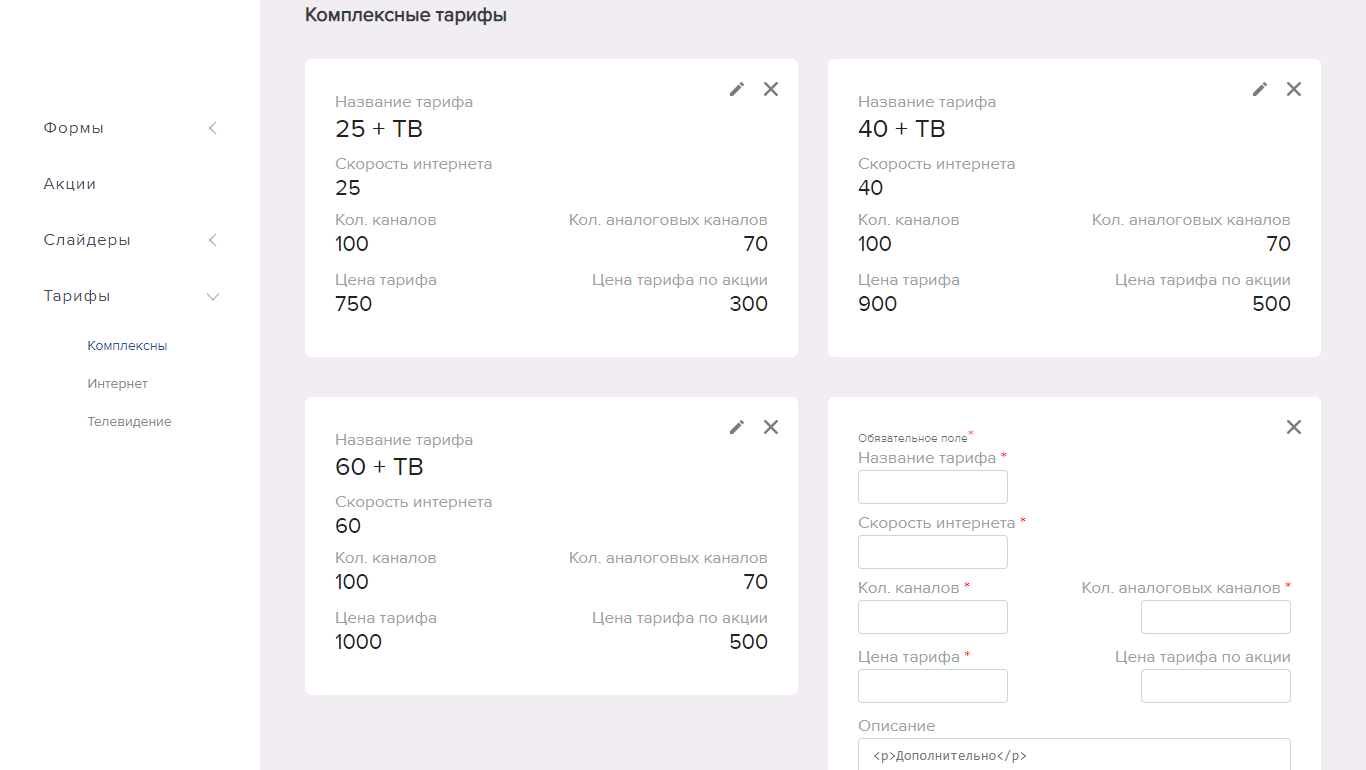 Комплексные тарифы
Формы
Акции
Слайдеры
Тарифы
Комплексны
Интернет
Телевидение
Название тарифа
25 + ТВ
Скорость интернета
25
Кол. каналов Кол. аналоговых каналов
100 70
Цена тарифа Цена тарифа по акции
750 300
Название тарифа
40 + ТВ
Скорость интернета
40
Кол. каналов Кол. аналоговых каналов
100 70
Цена тарифа Цена тарифа по акции
900 500
Название тарифа
60 + ТВ
Скорость интернета
60
Кол. каналов Кол. аналоговых каналов
100 70
Цена тарифа Цена тарифа по акции
1000 500
Обязательное поле*
Название тарифа *
Скорость интернета *
Кол. каналов * Кол. аналоговых каналов *
Цена тарифа * Цена тарифа по акции
Описание
<p>Дополнительно</p>